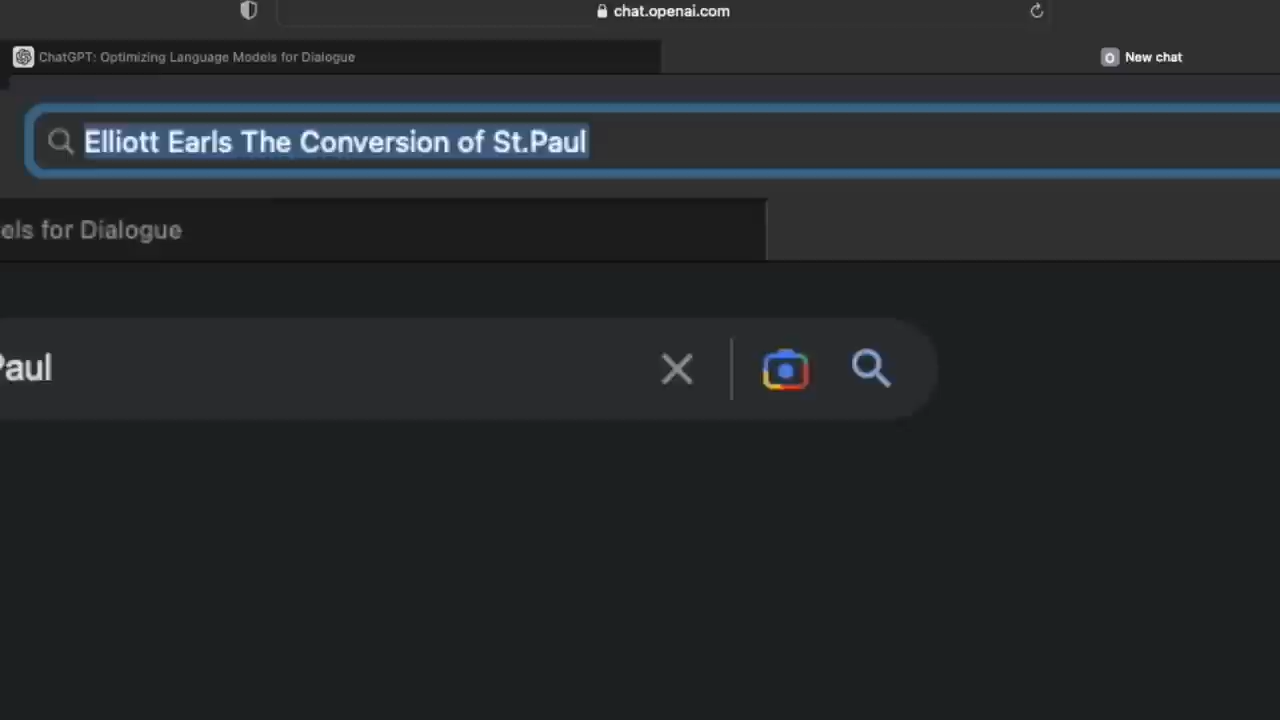 chat.openai.com
ChatGPT: Optimizing Language Models for Dialogue
New chat
Elliott Earls The Conversion of St.Paul
els for Dialogue
Paul